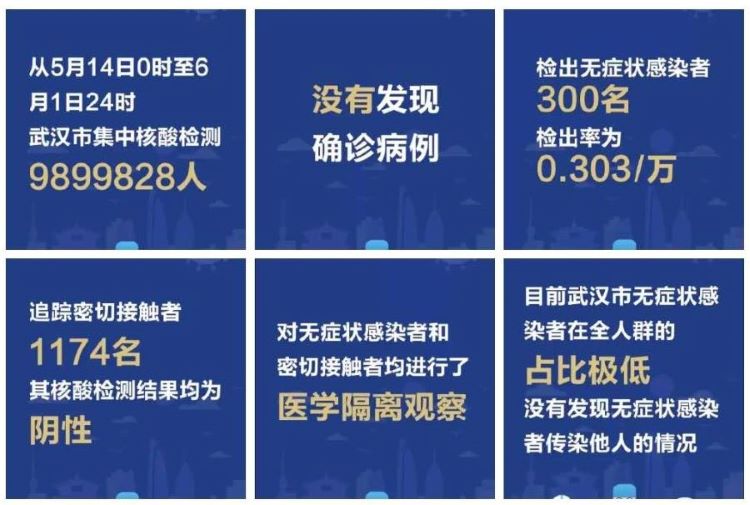 从5月14日0时至6
月1日24时
武汉市集中核酸检测
9899828人
没有发现
确诊病例
检出无症状感染者
300名
检出率为
0.303/万
追踪密切接触者
1174名
其核酸检测结果均为
阴性
对无症状感染者和
密切接触者均进行了
医学隔离观察
目前武汉市无症状感
染者在全人群的
占比极低
没有发现无症状感染
者传染他人的情况